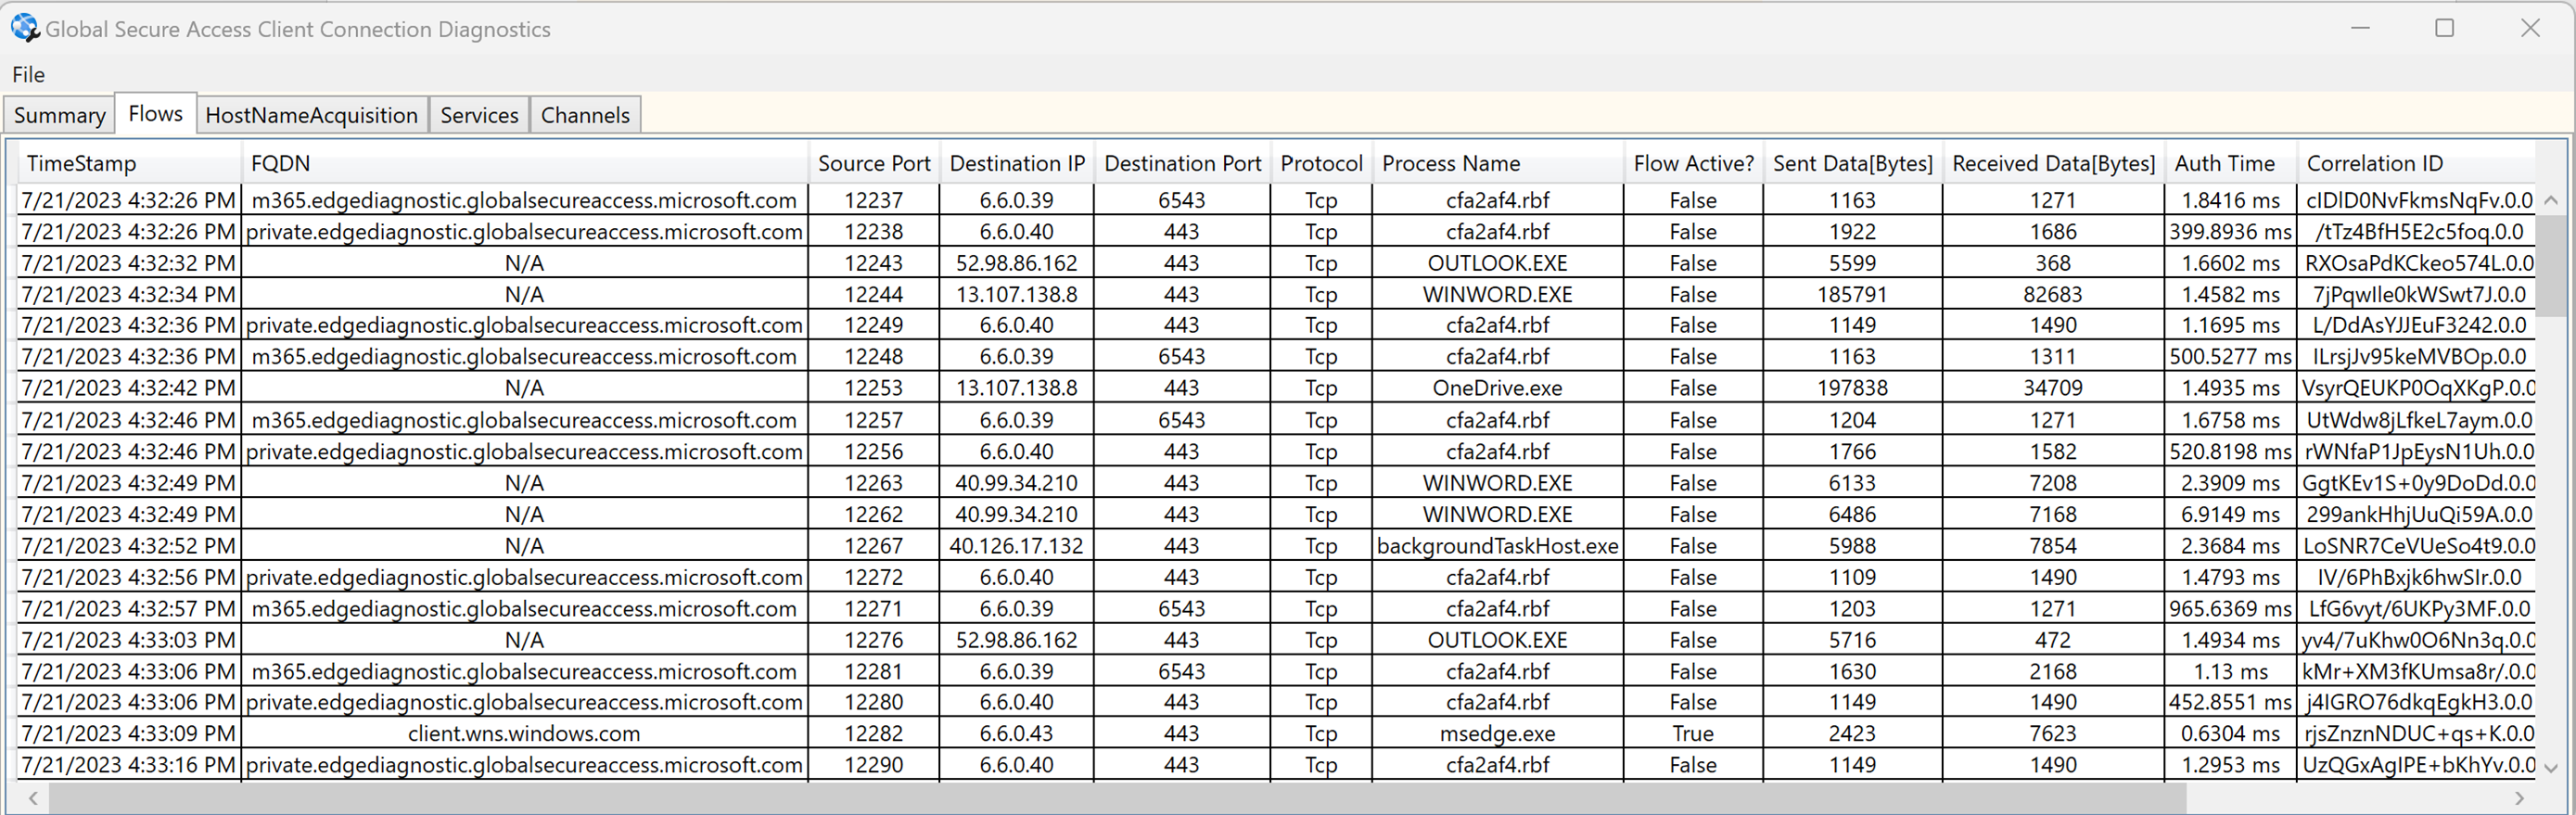 Global Secure Access Client Connection Diagnostics
File
Summary Flows HostNameAcquisition Services Channels
TimeStamp FQDN Source Port Destination IP Destination Port Protocol Process Name Flow Active? Sent Data[Bytes] Received Data[Bytes] Auth Time Correlation ID
7/21/2023 4:32:26 PM m365.edgediagnostic.globalsecureaccess.microsoft.com 12237 6.6.0.39 6543 Tcp cfa2af4.rbf False 1163 1271 1.8416 ms cIDlD0NvFkmsNqFv.0.0
7/21/2023 4:32:26 PM private.edgediagnostic.globalsecureaccess.microsoft.com 12238 6.6.0.40 443 Tcp cfa2af4.rbf False 1922 1686 399.8936 ms /tTz4BfH5E2c5foq.0.0
7/21/2023 4:32:32 PM N/A 12243 52.98.86.162 443 Tcp OUTLOOK.EXE False 5599 368 1.6602 ms RXOsaPdKCkeo574L.0.0
7/21/2023 4:32:34 PM N/A 12244 13.107.138.8 443 Tcp WINWORD.EXE False 185791 82683 1.4582 ms 7jPqwIle0kWSwt7J.0.0
7/21/2023 4:32:36 PM private.edgediagnostic.globalsecureaccess.microsoft.com 12249 6.6.0.40 443 Tcp cfa2af4.rbf False 1149 1490 1.1695 ms L/DdAsYJJEuF3242.0.0
7/21/2023 4:32:36 PM m365.edgediagnostic.globalsecureaccess.microsoft.com 12248 6.6.0.39 6543 Tcp cfa2af4.rbf False 1163 1311 500.5277 ms ILrsjJv95keMVBOp.0.0
7/21/2023 4:32:42 PM N/A 12253 13.107.138.8 443 Tcp OneDrive.exe False 197838 34709 1.4935 ms VsyrQEUKP0OqXKgP.0.0
7/21/2023 4:32:46 PM m365.edgediagnostic.globalsecureaccess.microsoft.com 12257 6.6.0.39 6543 Tcp cfa2af4.rbf False 1204 1271 1.6758 ms UtWdw8jLfkeL7aym.0.0
7/21/2023 4:32:46 PM private.edgediagnostic.globalsecureaccess.microsoft.com 12256 6.6.0.40 443 Tcp cfa2af4.rbf False 1766 1582 520.8198 ms rWNfaP1JpEysN1Uh.0.0
7/21/2023 4:32:49 PM N/A 12263 40.99.34.210 443 Tcp WINWORD.EXE False 6133 7208 2.3909 ms GgtKEv1S+0y9DoDd.0.0
7/21/2023 4:32:49 PM N/A 12262 40.99.34.210 443 Tcp WINWORD.EXE False 6486 7168 6.9149 ms 299ankHhjUuQi59A.0.0
7/21/2023 4:32:52 PM N/A 12267 40.126.17.132 443 Tcp backgroundTaskHost.exe False 5988 7854 2.3684 ms LoSNR7CeVUeSo4t9.0.0
7/21/2023 4:32:56 PM private.edgediagnostic.globalsecureaccess.microsoft.com 12272 6.6.0.40 443 Tcp cfa2af4.rbf False 1109 1490 1.4793 ms IV/6PhBxjk6hwSIr.0.0
7/21/2023 4:32:57 PM m365.edgediagnostic.globalsecureaccess.microsoft.com 12271 6.6.0.39 6543 Tcp cfa2af4.rbf False 1203 1271 965.6369 ms LfG6vyt/6UKPy3MF.0.0
7/21/2023 4:33:03 PM N/A 12276 52.98.86.162 443 Tcp OUTLOOK.EXE False 5716 472 1.4934 ms yv4/7uKhw0O6Nn3q.0.0
7/21/2023 4:33:06 PM m365.edgediagnostic.globalsecureaccess.microsoft.com 12281 6.6.0.39 6543 Tcp cfa2af4.rbf False 1630 2168 1.13 ms kMr+XM3fKUmsa8r/.0.0
7/21/2023 4:33:06 PM private.edgediagnostic.globalsecureaccess.microsoft.com 12280 6.6.0.40 443 Tcp cfa2af4.rbf False 1149 1490 452.8551 ms j4IGRO76dkqEgkH3.0.0
7/21/2023 4:33:09 PM client.wns.windows.com 12282 6.6.0.43 443 Tcp msedge.exe True 2423 7623 0.6304 ms rjsZnznNDUC+qs+K.0.0
7/21/2023 4:33:16 PM private.edgediagnostic.globalsecureaccess.microsoft.com 12290 6.6.0.40 443 Tcp cfa2af4.rbf False 1149 1490 1.2953 ms UzQGxAgIPE+bKhYv.0.0